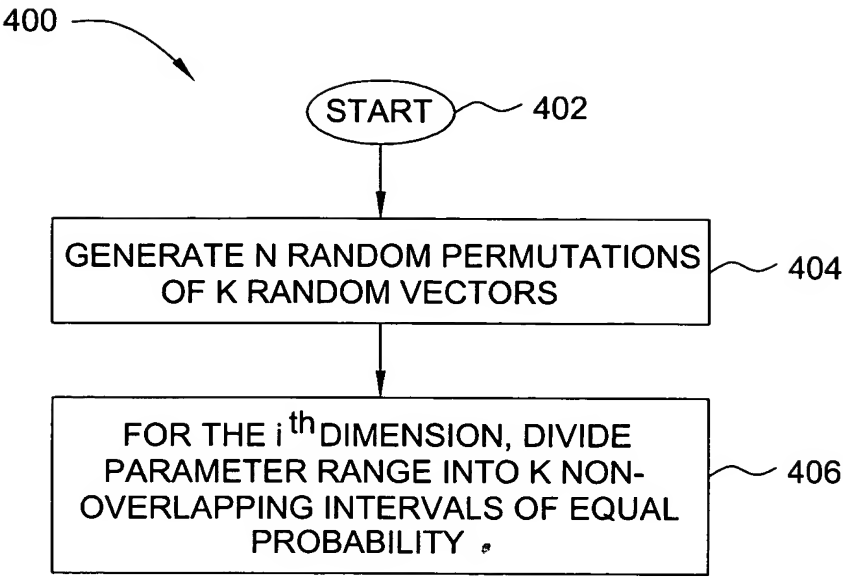 400
START
402
GENERATE N RANDOM PERMUTATIONS
OF K RANDOM VECTORS
404
FOR THE ith DIMENSION, DIVIDE
PARAMETER RANGE INTO K NON-
OVERLAPPING INTERVALS OF EQUAL
PROBABILITY .
406